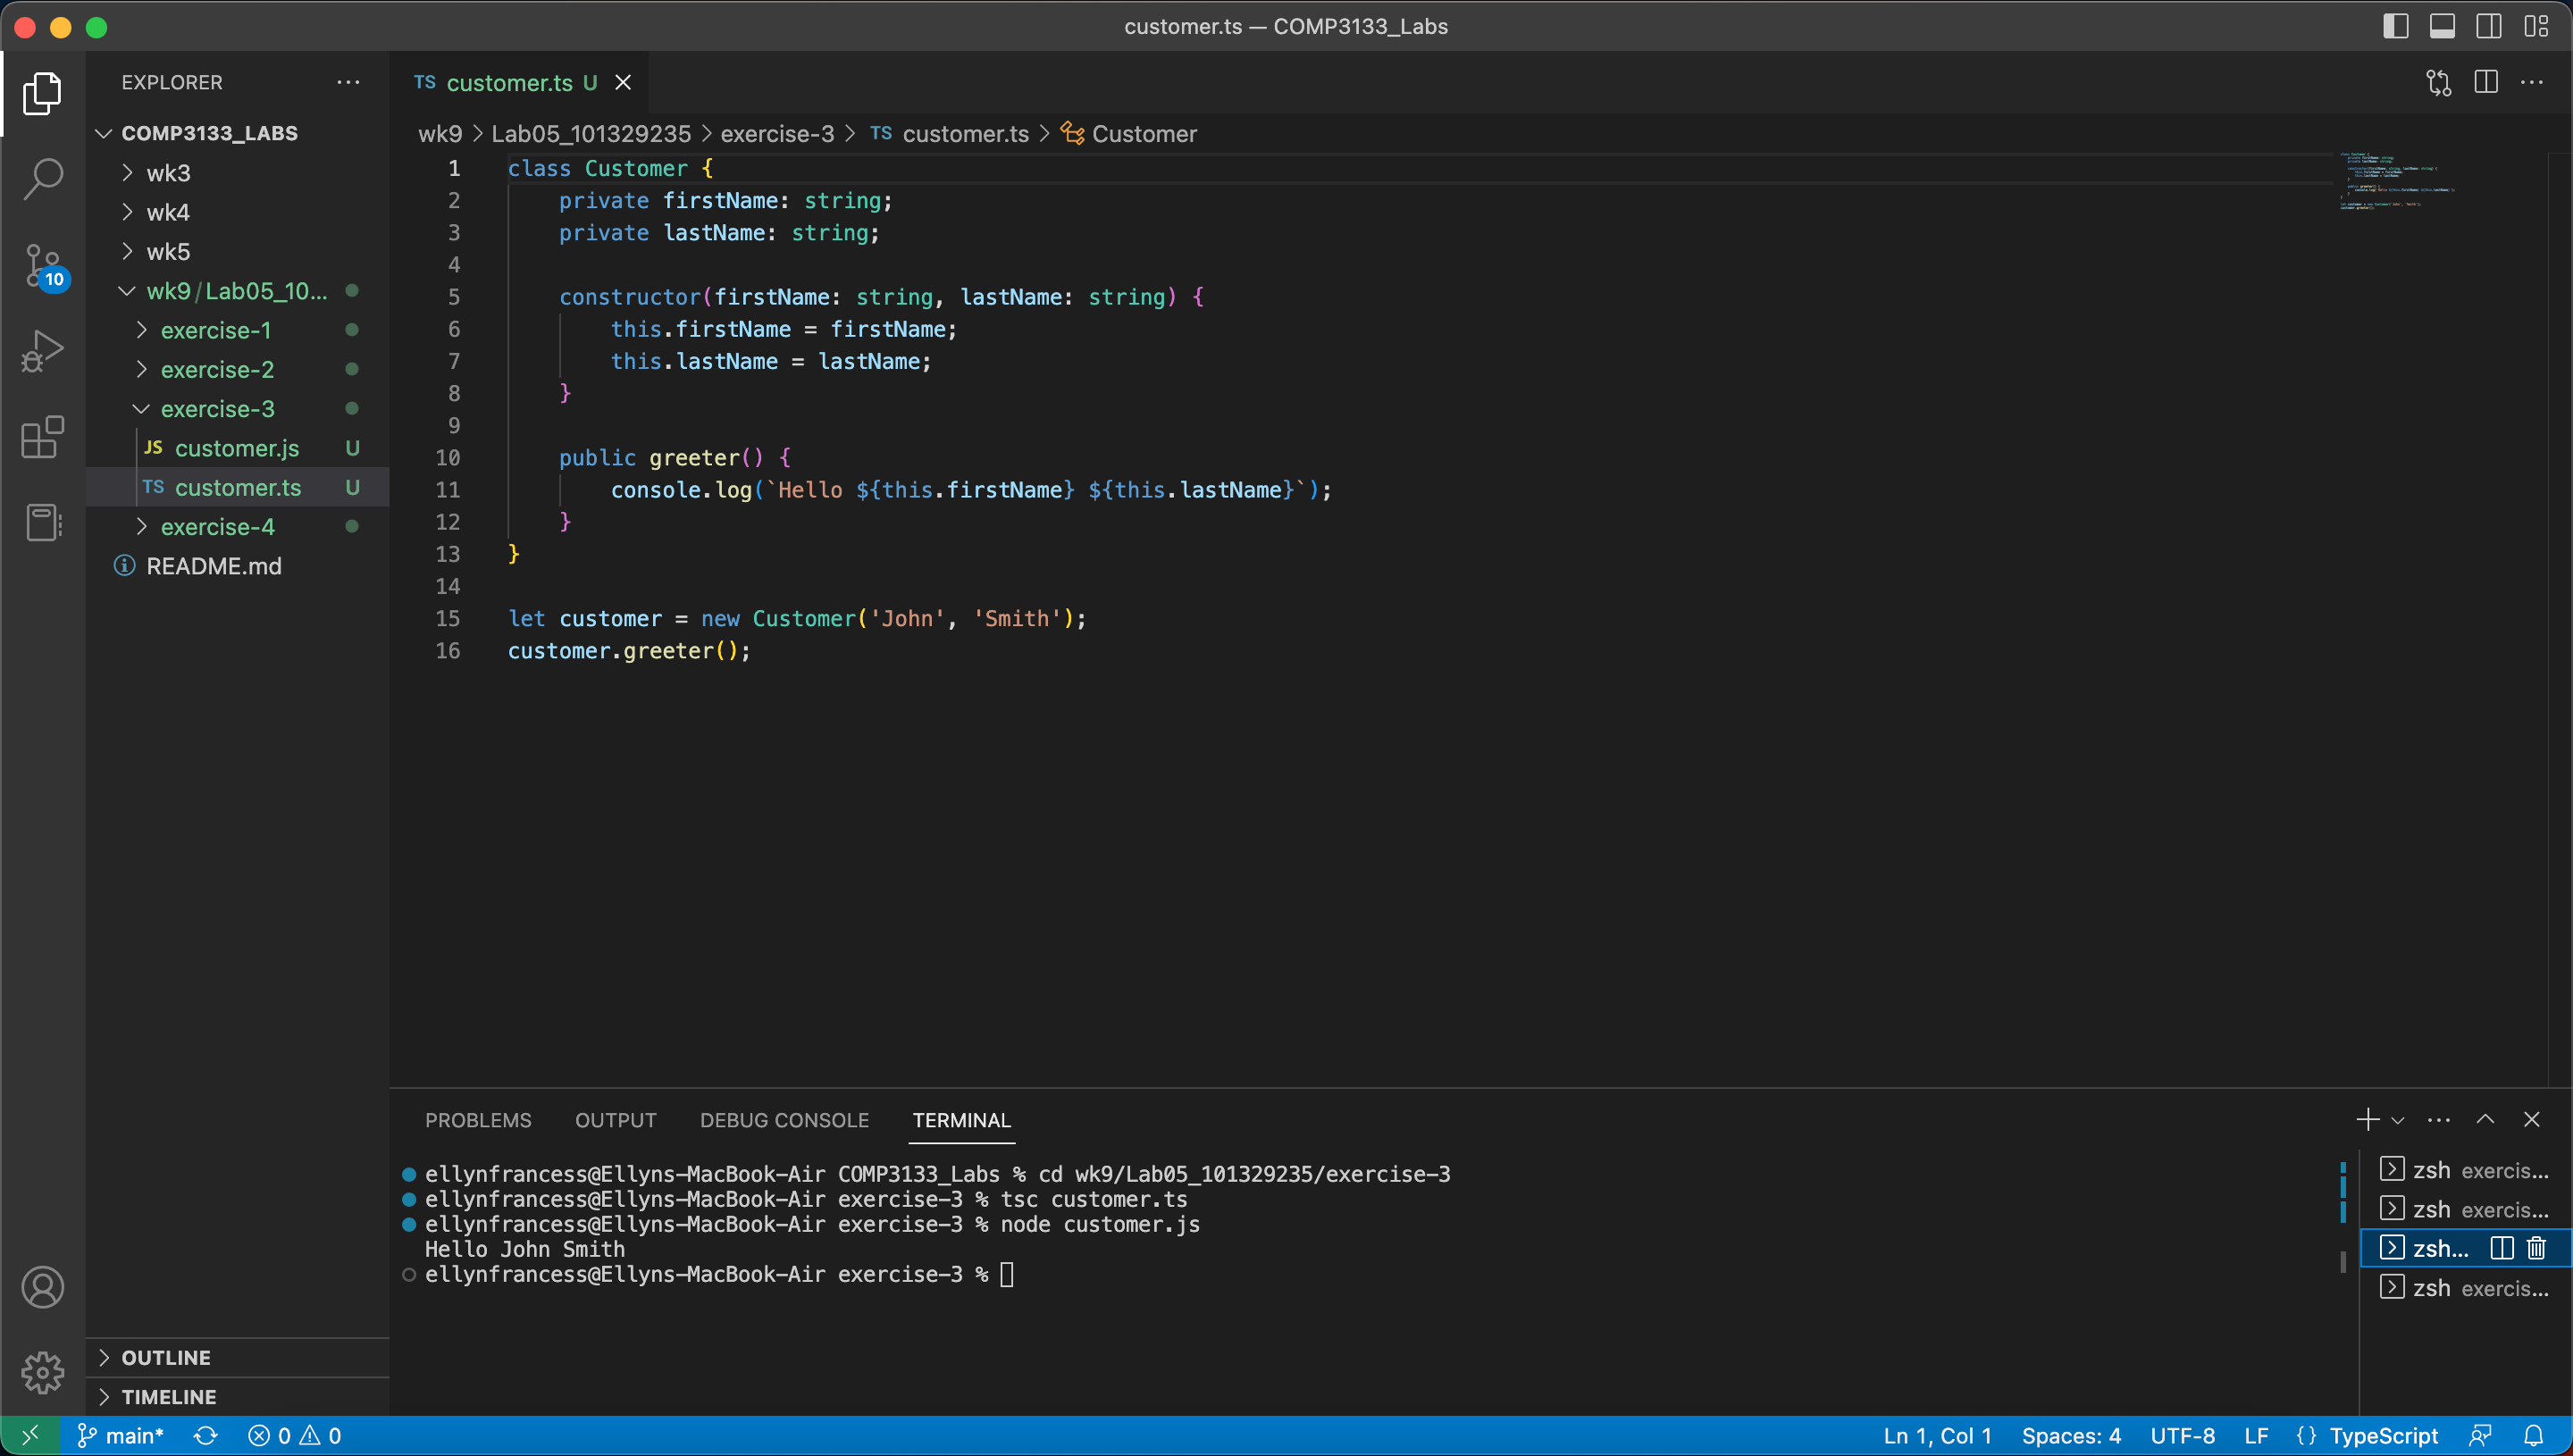 customer.ts — COMP3133_Labs
EXPLORER
COMP3133_LABS
wk3
wk4
wk5
wk9/Lab05_10...
exercise-1
exercise-2
exercise-3
JS customer.js U
TS customer.ts U
exercise-4
README.md
OUTLINE
TIMELINE
10
TS customer.ts U
wk9 > Lab05_101329235 > exercise-3 > TS customer.ts > Customer
1 class Customer {
2 private firstName: string;
3 private lastName: string;
4
5 constructor(firstName: string, lastName: string) {
6 this.firstName = firstName;
7 this.lastName = lastName;
8 }
9
10 public greeter() {
11 console.log(`Hello ${this.firstName} ${this.lastName}`);
12 }
13 }
14
15 let customer = new Customer('John', 'Smith');
16 customer.greeter();
PROBLEMS OUTPUT DEBUG CONSOLE TERMINAL
ellynfrancess@Ellyns-MacBook-Air COMP3133_Labs % cd wk9/Lab05_101329235/exercise-3
ellynfrancess@Ellyns-MacBook-Air exercise-3 % tsc customer.ts
ellynfrancess@Ellyns-MacBook-Air exercise-3 % node customer.js
Hello John Smith
ellynfrancess@Ellyns-MacBook-Air exercise-3 %
zsh exercis...
zsh exercis...
zsh...
zsh exercis...
main* 0 0 Ln 1, Col 1 Spaces: 4 UTF-8 LF {} TypeScript